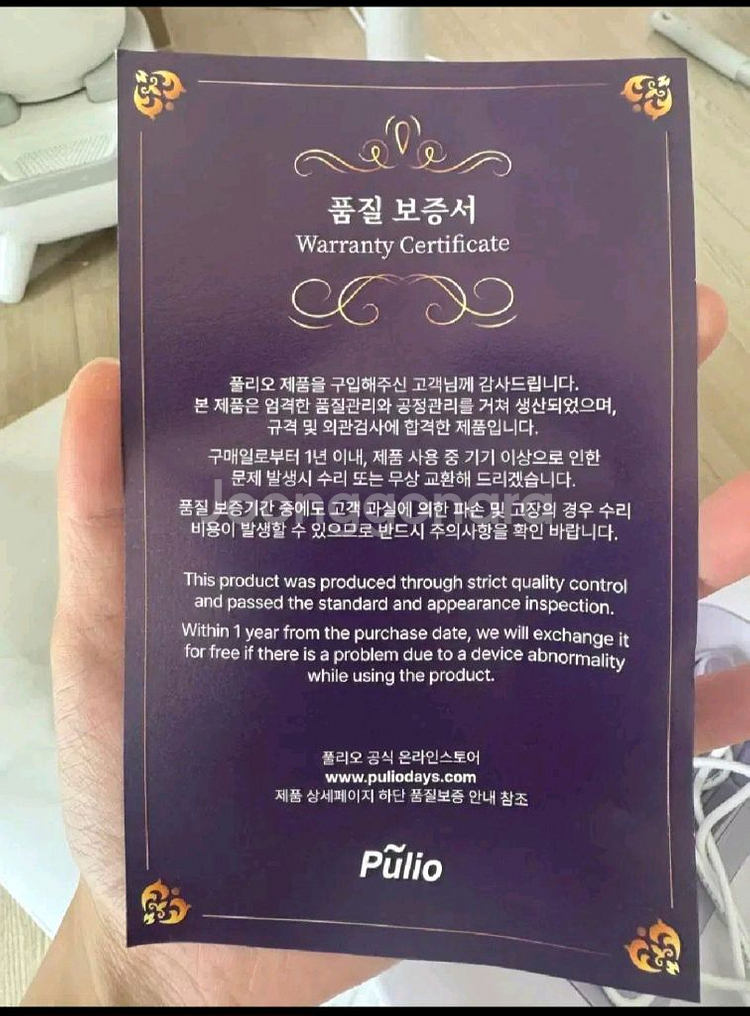 품질 보증서
Warranty Certificate
풀리오 제품을 구입해주신 고객님께 감사드립니다.
본 제품은 엄격한 품질관리와 공정관리를 거쳐 생산되었으며,
규격 및 외관검사에 합격한 제품입니다.
구매일로부터 1년 이내, 제품 사용 중 기기 이상으로 인한
문제 발생시 수리 또는 무상 교환해 드리겠습니다.
품질 보증기간 중에도 고객 과실에 의한 파손 및 고장의 경우 수리
joonggonara
비용이 발생할 수 있으므로 반드시 주의사항을 확인 바랍니다.
This product was produced through strict quality control
and passed the standard and appearance inspection.
Within 1 year from the purchase date, we will exchange it
for free if there is a problem due to a device abnormality
while using the product.
풀리오 공식 온라인스토어
www.puliodays.com
제품 상세페이지 하단 품질보증 안내 참조
Pũlio